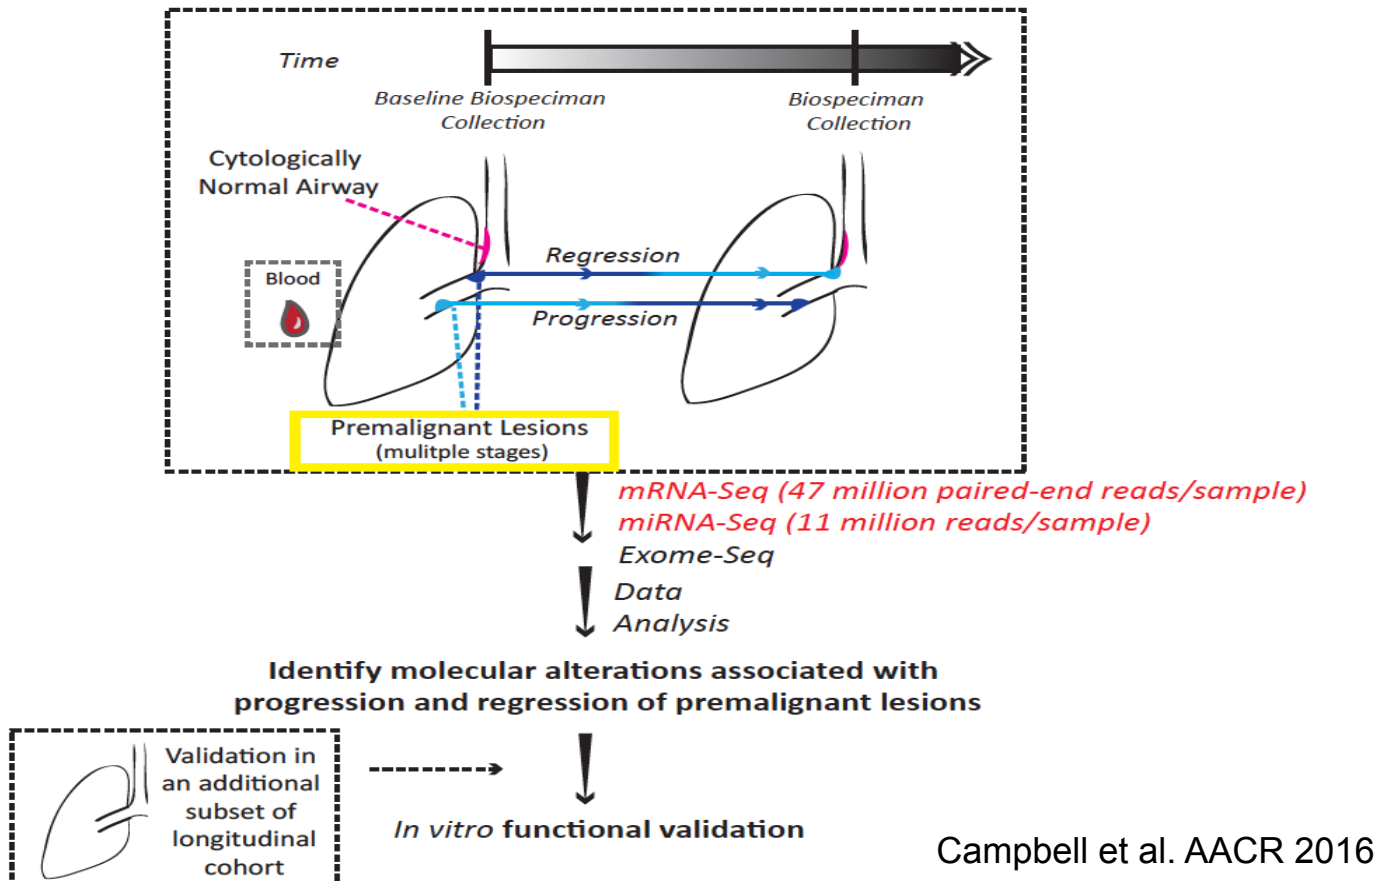 Time
Baseline Biospeciman
Collection
Biospeciman
Collection
Cytologically
Normal Airway
Blood
Regression
Progression
Premalignant Lesions
(mulitple stages)
mRNA-Seq (47 million paired-end reads/sample)
miRNA-Seq (11 million reads/sample)
Exome-Seq
Data
Analysis
Identify molecular alterations associated with
progression and regression of premalignant lesions
Validation in
an additional
subset of
longitudinal
cohort
In vitro functional validation
Campbell et al. AACR 2016